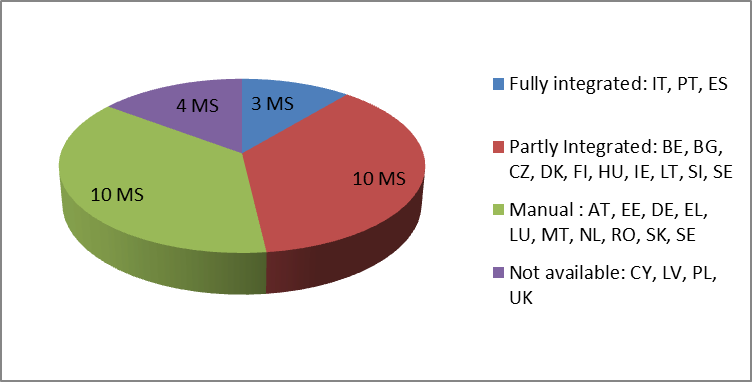 4 MS
3 MS
10 MS
10 MS
Fully integrated: IT, PT, ES
Partly Integrated: BE, BG,
CZ, DK, FI, HU, IE, LT, SI, SE
Manual : AT, EE, DE, EL,
LU, MT, NL, RO, SK, SE
Not available: CY, LV, PL,
UK